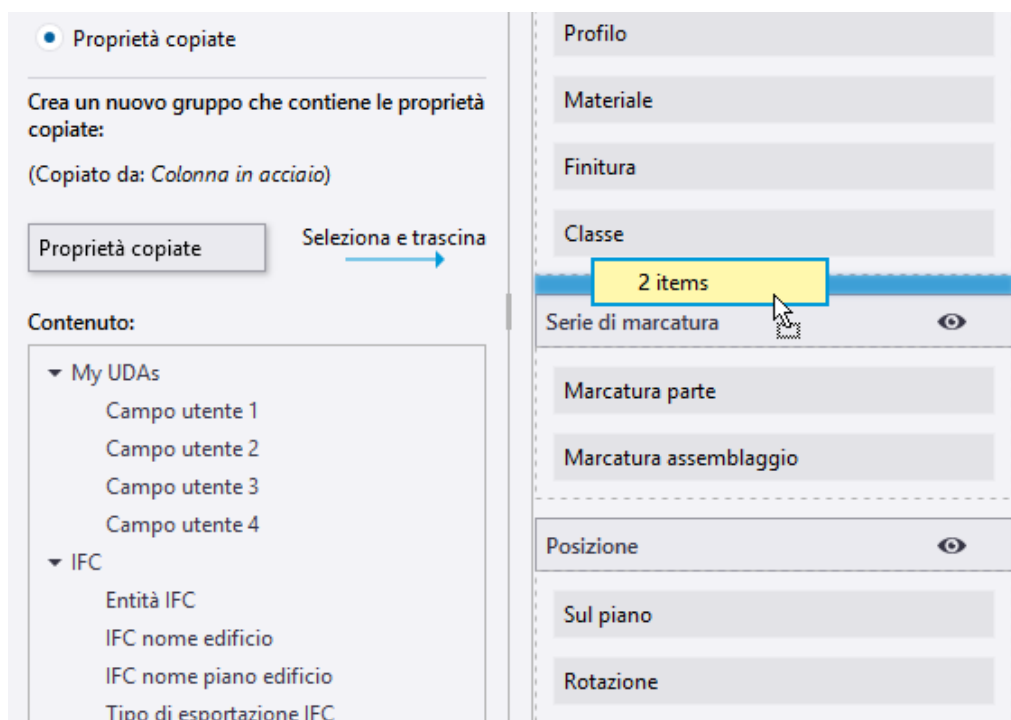 Proprietà copiate
Crea un nuovo gruppo che contiene le proprietà
copiate:
(Copiato da: Colonna in acciaio)
Proprietà copiate
Seleziona e trascina
Contenuto:
My UDAs
Campo utente 1
Campo utente 2
Campo utente 3
Campo utente 4
IFC
Entità IFC
IFC nome edificio
IFC nome piano edificio
Tipo di esportazione IFC
Profilo
Materiale
Finitura
Classe
2 items
Serie di marcatura
Marcatura parte
Marcatura assemblaggio
Posizione
Sul piano
Rotazione